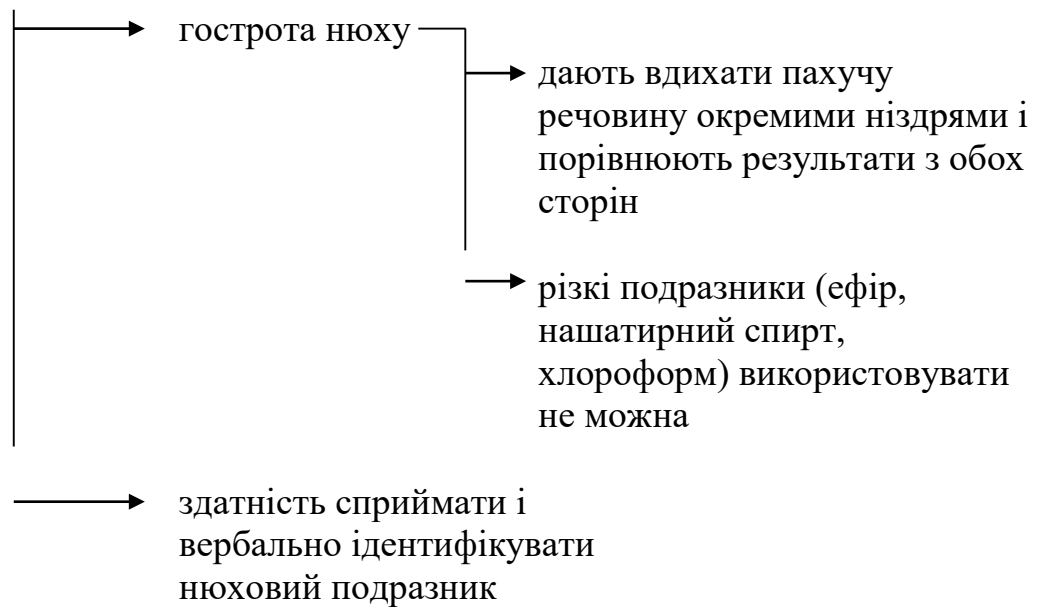 гострота нюху
дають вдихати пахучу
речовину окремими ніздрями і
порівнюють результати з обох
сторін
різкі подразники (ефір,
нашатирний спирт,
хлороформ) використовувати
не можна
здатність сприймати і
вербально ідентифікувати
нюховий подразник